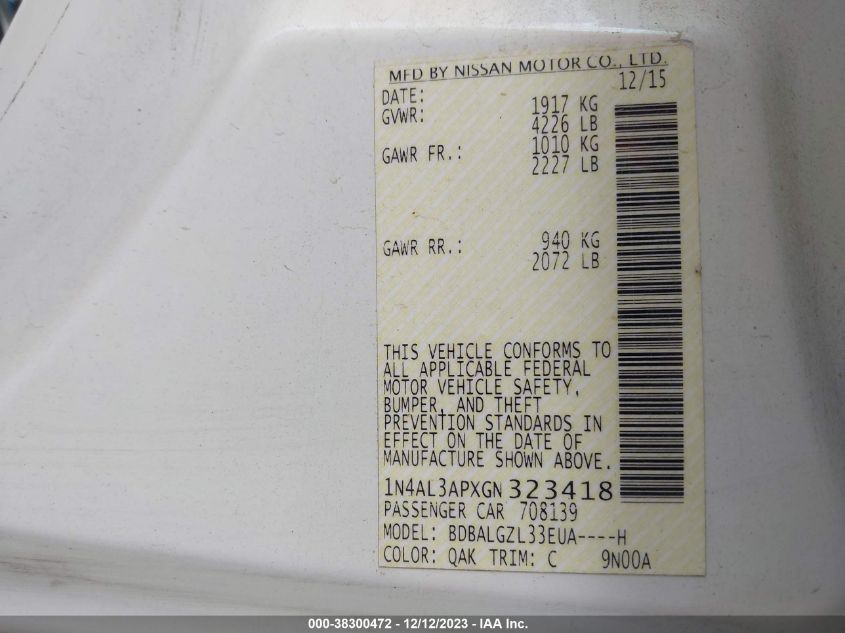 MFD BY NISSAN MOTOR CO., LTD.
DATE: 12/15
GVWR: 1917 KG
4226 LB
GAWR FR.: 1010 KG
2227 LB
GAWR RR.: 940 KG
2072 LB
THIS VEHICLE CONFORMS TO
ALL APPLICABLE FEDERAL
MOTOR VEHICLE SAFETY,
BUMPER, AND THEFT
PREVENTION STANDARDS IN
EFFECT ON THE DATE OF
MANUFACTURE SHOWN ABOVE.
1N4AL3APXGN323418
PASSENGER CAR 708139
MODEL: BDBALGZL33EUA----H
COLOR: QAK TRIM: C 9N00A
000-38300472 - 12/12/2023 - IAA Inc.